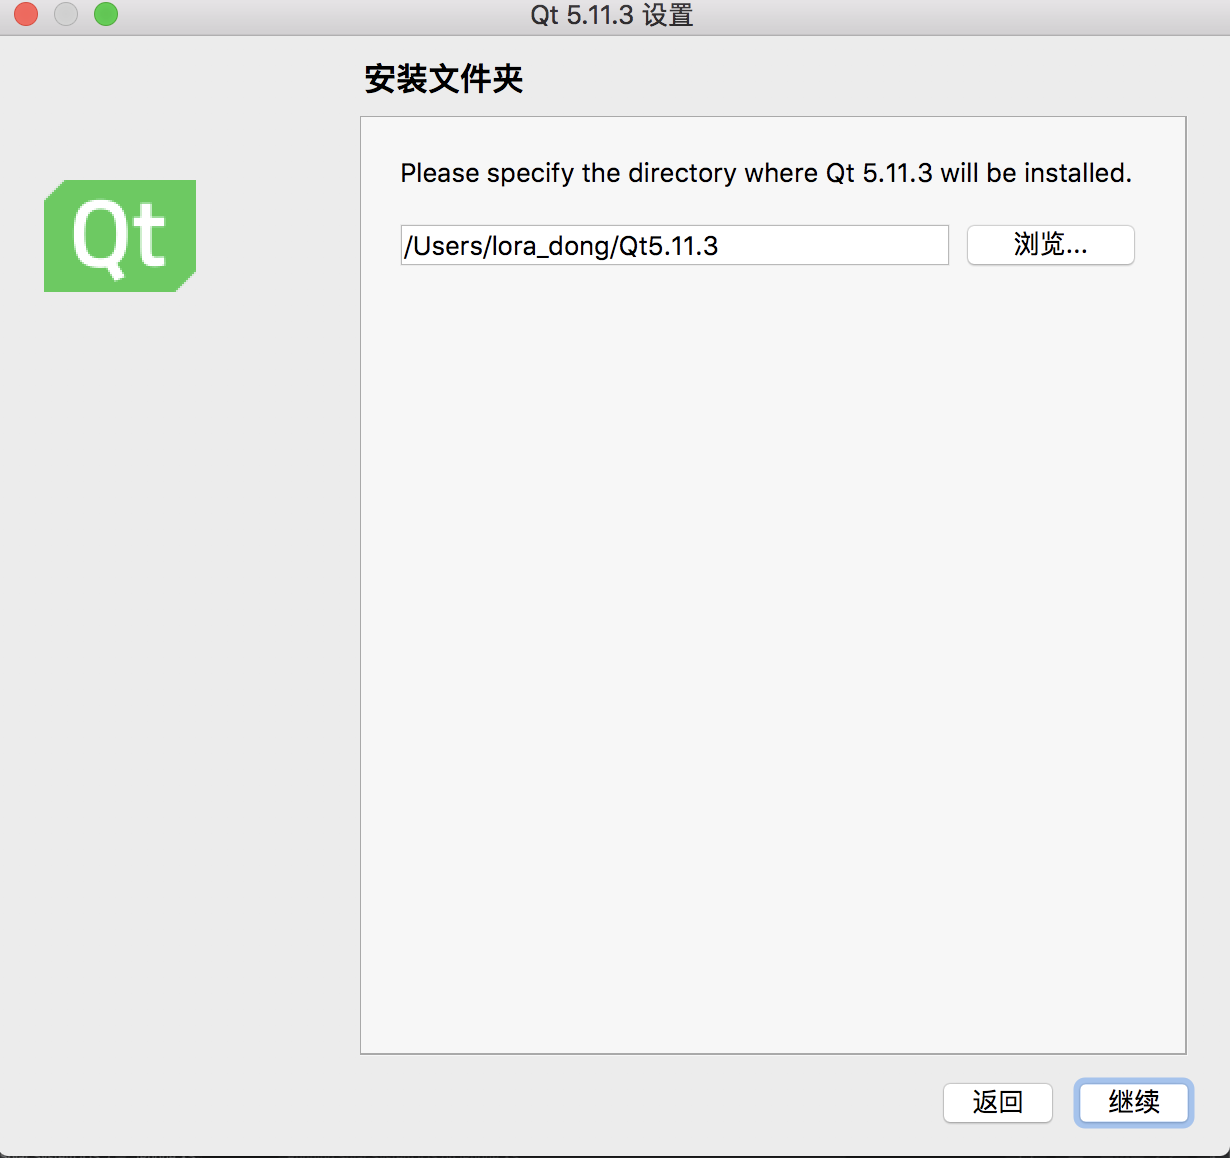 Qt 5.11.3 设置
安装文件夹
Qt
Please specify the directory where Qt 5.11.3 will be installed.
/Users/lora_dong/Qt5.11.3
浏览...
返回
继续